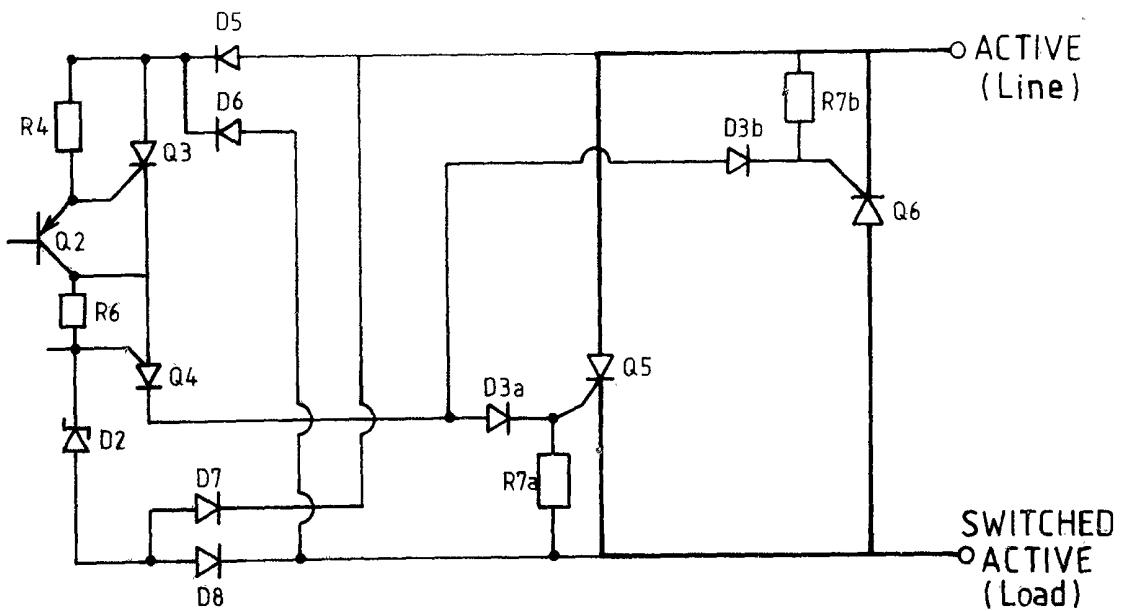 D5
ACTIVE
(Line)
D6
R7b
R4
D3b
Q3
Q6
Q2
R6
Q5
Q4
D3a
D2
D7
R7a
SWITCHED
ACTIVE
(Load)
D8